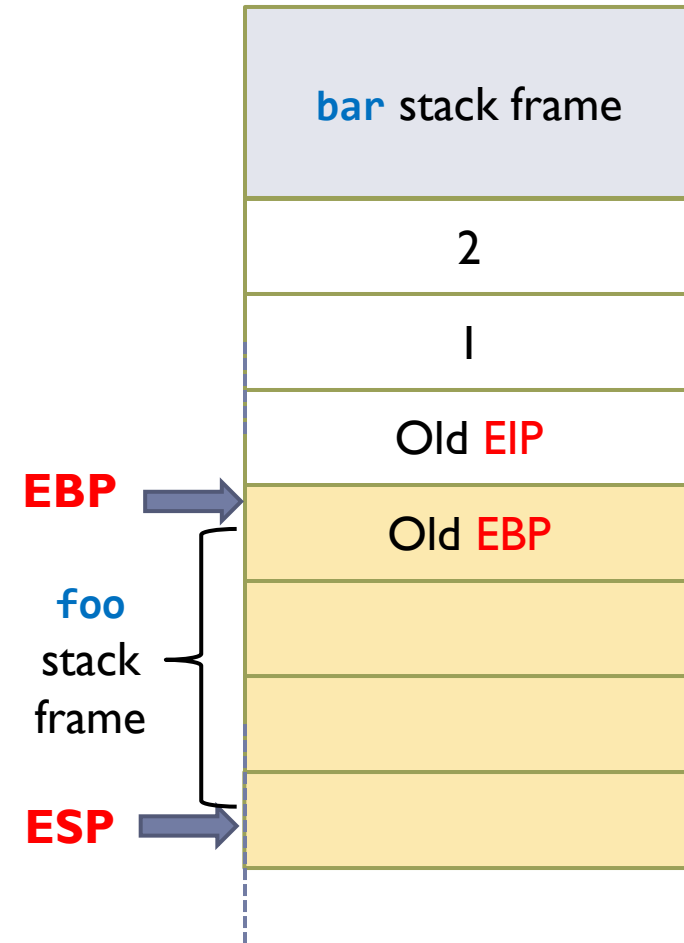 bar stack frame
2
1
Old EIP
EBP
Old EBP
foo
stack
frame
ESP